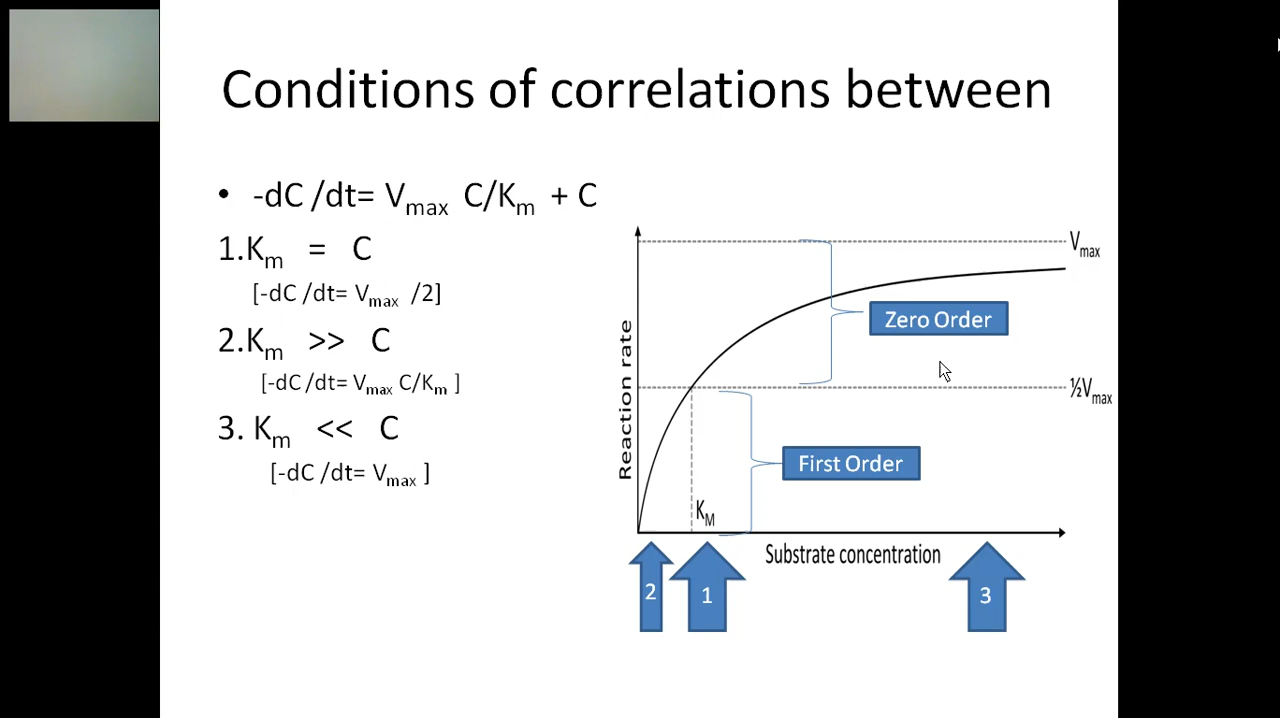 Conditions of correlations between
• -dC /dt= Vmax C/Km + C
1.Km = C
[-dC /dt= Vmax /2]
2.Km >> C
[-dC /dt= Vmax C/Km ]
3. Km << C
[-dC /dt= Vmax ]
Vmax
Zero Order
½Vmax
Reaction rate
First Order
KM
Substrate concentration
2
1
3